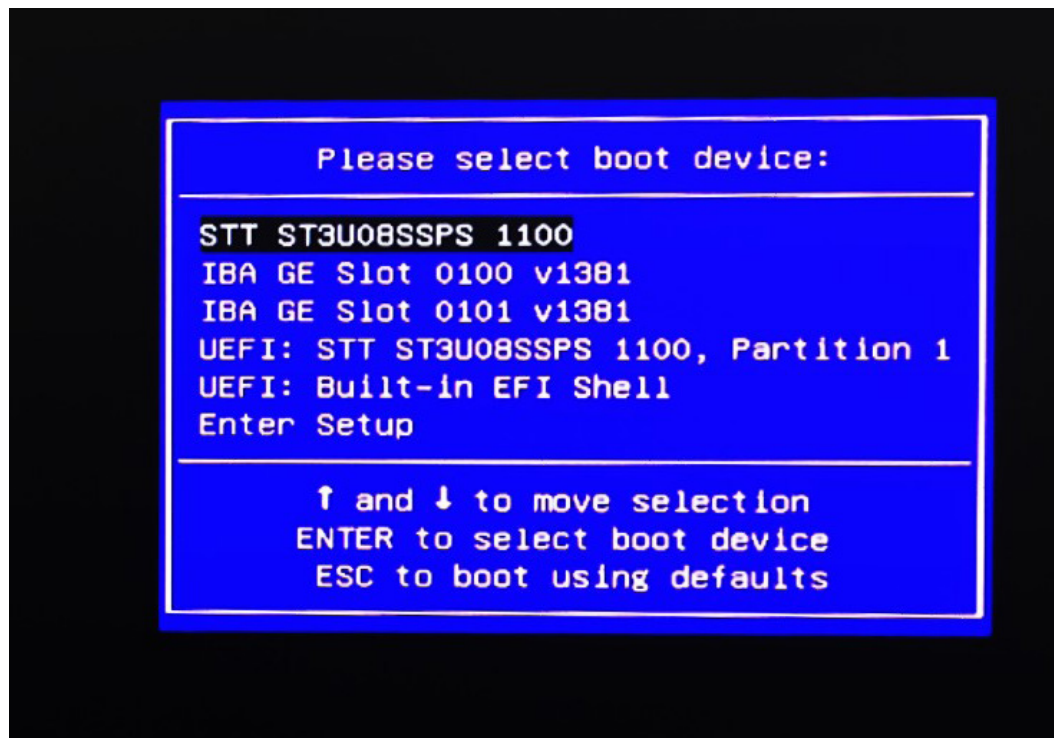 Please select boot device:
STT ST3U08SSPS 1100
IBA GE Slot 0100 v1381
IBA GE Slot 0101 v1381
UEFI: STT ST3U08SSPS 1100, Partition 1
UEFI: Built-in EFI Shell
Enter Setup
↑ and ↓ to move selection
ENTER to select boot device
ESC to boot using defaults